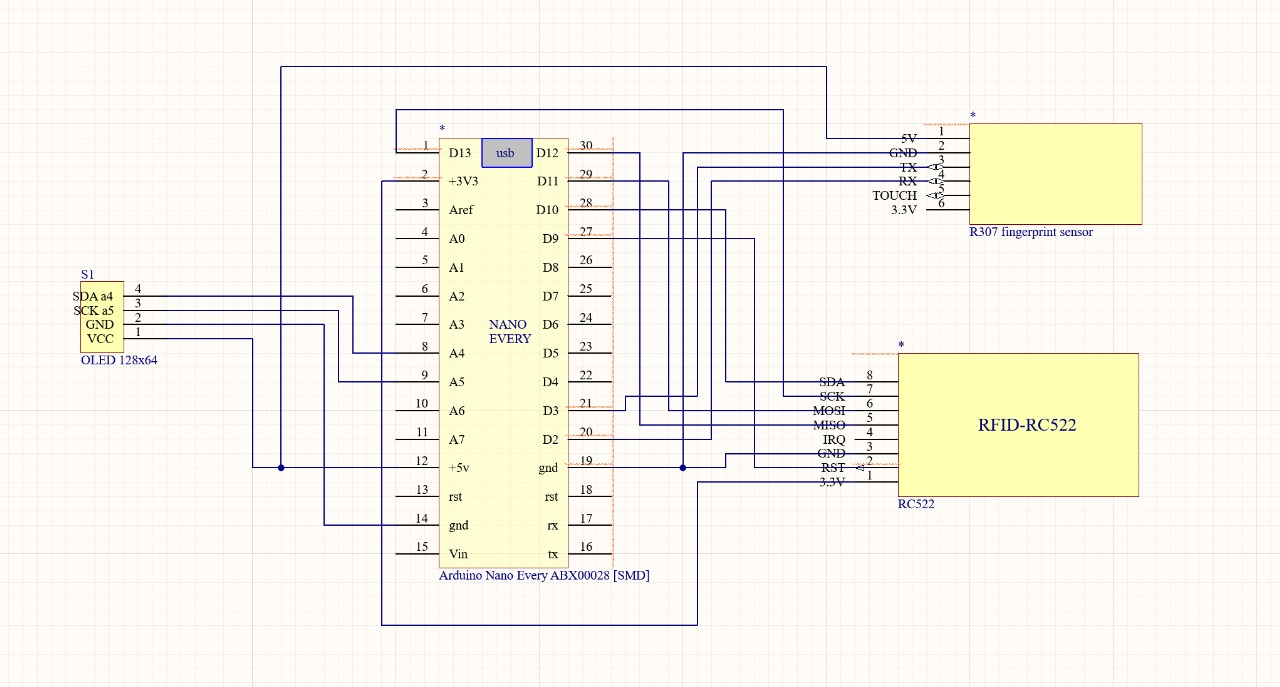 *
1 D13 usb D12 30
2 +3V3 D11 29
3 Aref D10 28
4 A0 D9 27
5 A1 D8 26
6 A2 D7 25
7 A3 D6 24
NANO
EVERY
8 A4 D5 23
9 A5 D4 22
10 A6 D3 21
11 A7 D2 20
12 +5v gnd 19
13 rst rst 18
14 gnd rx 17
15 Vin tx 16
Arduino Nano Every ABX00028 [SMD]
S1
SDA a4 4
SCK a5 3
GND 2
VCC 1
OLED 128x64
*
5V 1
GND 2
TX 3
RX 4
TOUCH 5
3.3V 6
R307 fingerprint sensor
*
SDA 8
SCK 7
MOSI 6
MISO 5
IRQ 4
GND 3
RST 2
3.3V 1
RFID-RC522
RC522